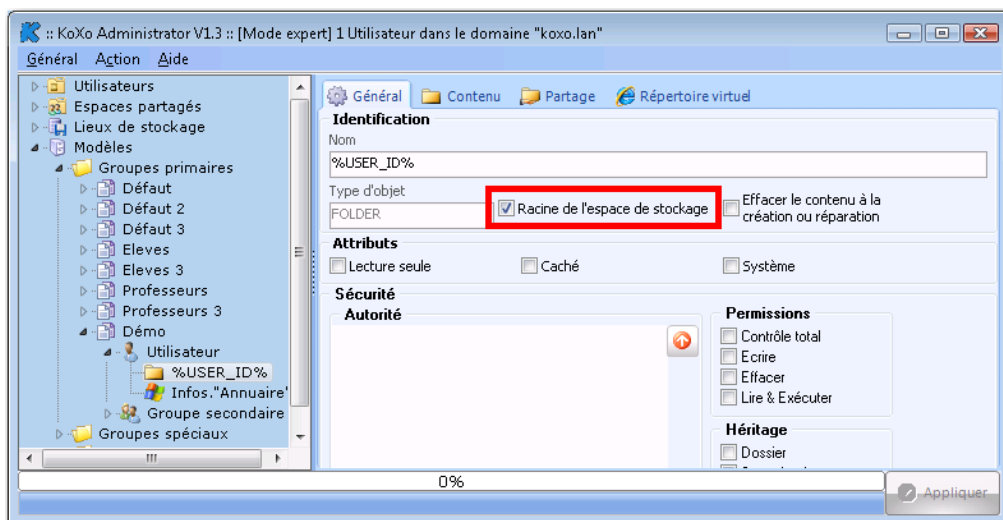 :: KoXo Administrator V1.3 :: [Mode expert] 1 Utilisateur dans le domaine "koxo.lan"
Général Action Aide
Utilisateurs
Espaces partagés
Lieux de stockage
Modèles
Groupes primaires
Défaut
Défaut 2
Défaut 3
Eleves
Eleves 3
Professeurs
Professeurs 3
Démo
Utilisateur
%USER_ID%
Infos."Annuaire'
Groupe secondaire
Groupes spéciaux
Général Contenu Partage Répertoire virtuel
Identification
Nom
%USER_ID%
Type d'objet
FOLDER
Racine de l'espace de stockage
Effacer le contenu à la
création ou réparation
Attributs
Lecture seule Caché Système
Sécurité
Autorité
Permissions
Contrôle total
Ecrire
Effacer
Lire & Exécuter
Héritage
Dossier
0%
Appliquer